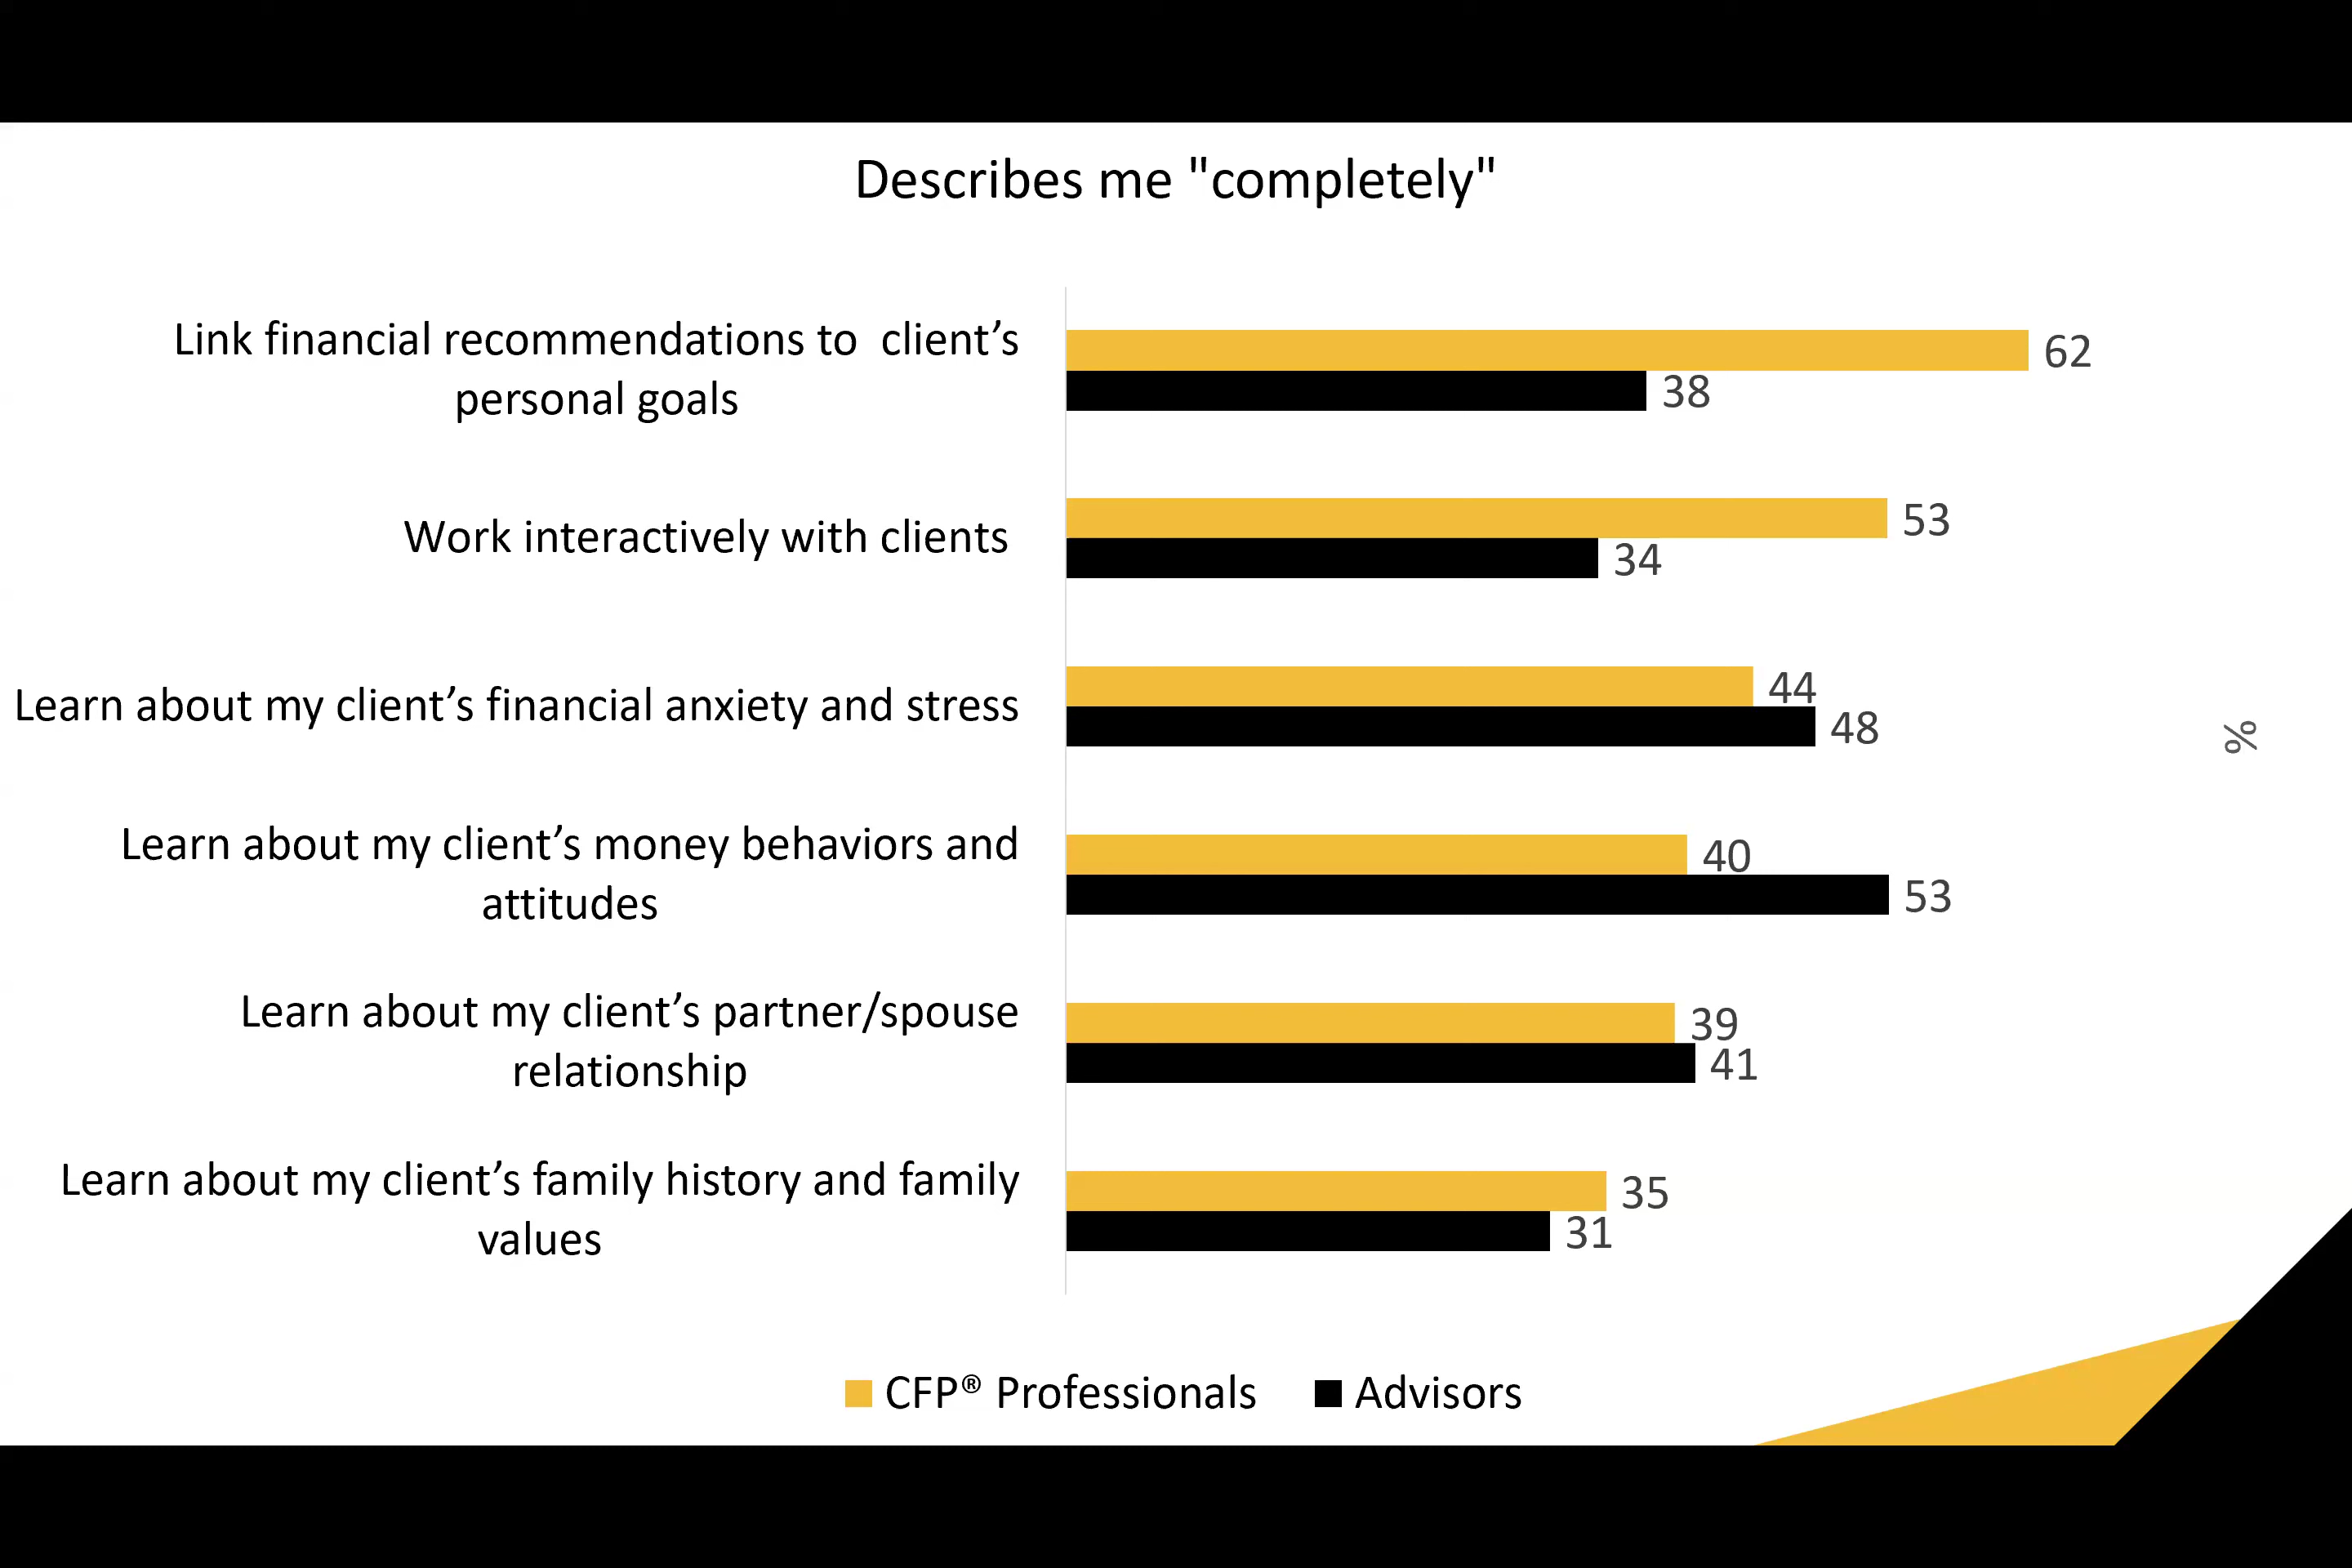 Describes me "completely"
Link financial recommendations to  client’s
personal goals
62
38
Work interactively with clients
53
34
Learn about my client’s financial anxiety and stress
44
48
%
Learn about my client’s money behaviors and
attitudes
40
53
Learn about my client’s partner/spouse
relationship
39
41
Learn about my client’s family history and family
values
35
31
CFP® Professionals
Advisors